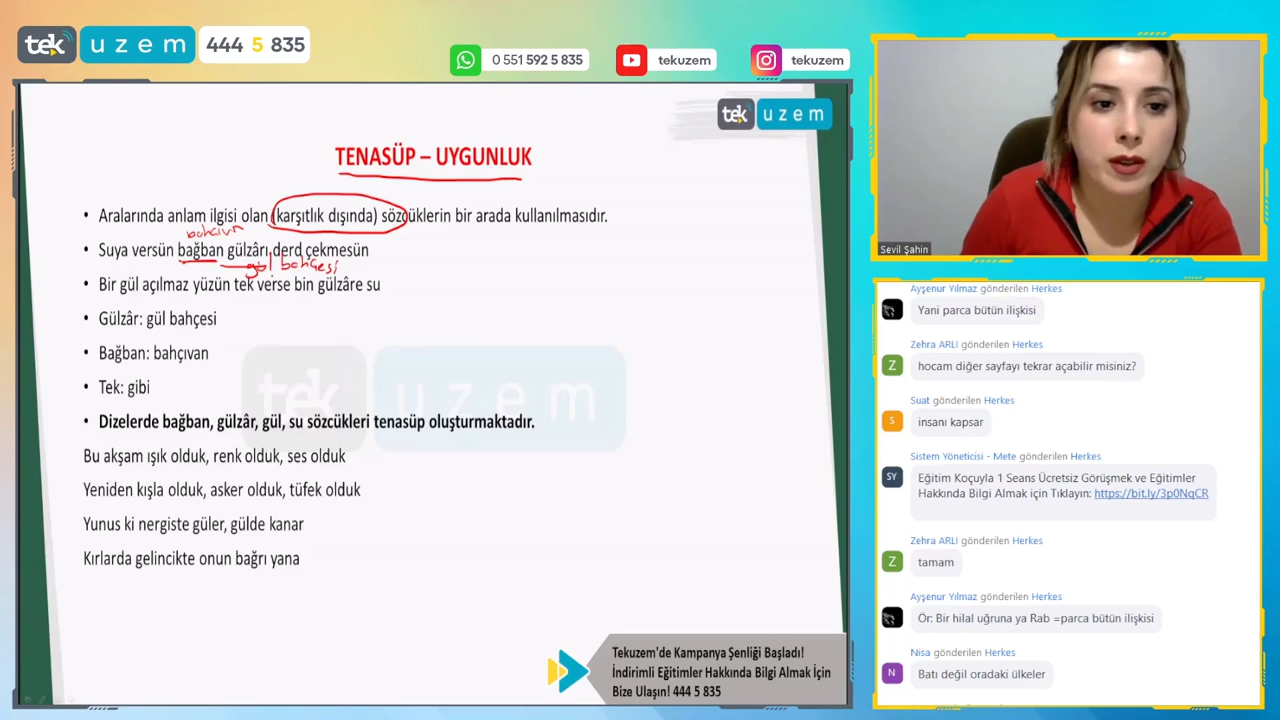 tek uzem 444 5 835
0 551 592 5 835
tekuzem
tekuzem
tek uzem
TENASÜP – UYGUNLUK
• Aralarında anlam ilgisi olan (karşıtlık dışında) sözcüklerin bir arada kullanılmasıdır.
bahçıvn
• Suya versün bağban gülzârı derd çekmesün
gül bahçesi
• Bir gül açılmaz yüzün tek verse bin gülzâre su
• Gülzâr: gül bahçesi
• Bağban: bahçıvan
• Tek: gibi
tek uzem
• Dizelerde bağban, gülzâr, gül, su sözcükleri tenasüp oluşturmaktadır.
Bu akşam ışık olduk, renk olduk, ses olduk
Yeniden kışla olduk, asker olduk, tüfek olduk
Yunus ki nergiste güler, gülde kanar
Kırlarda gelincikte onun bağrı yana
Tekuzem'de Kampanya Şenliği Başladı!
İndirimli Eğitimler Hakkında Bilgi Almak İçin
Bize Ulaşın! 444 5 835
Sevil Şahin
Ayşenur Yılmaz gönderilen Herkes
Yani parca bütün ilişkisi
Zehra ARLI gönderilen Herkes
Z
hocam diğer sayfayı tekrar açabilir misiniz?
Suat gönderilen Herkes
S
insanı kapsar
Sistem Yöneticisi - Mete gönderilen Herkes
SY
Eğitim Koçuyla 1 Seans Ücretsiz Görüşmek ve Eğitimler
Hakkında Bilgi Almak için Tıklayın: https://bit.ly/3p0NqCR
Zehra ARLI gönderilen Herkes
Z
tamam
Ayşenur Yılmaz gönderilen Herkes
Ör: Bir hilal uğruna ya Rab =parca bütün ilişkisi
Nisa gönderilen Herkes
N
Batı değil oradaki ülkeler